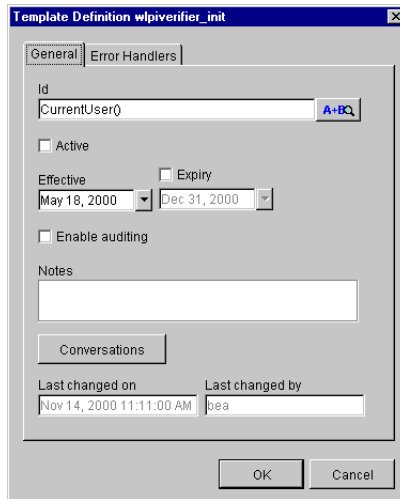 Template Definition wlpiverifier_init
General Error Handlers
Id
CurrentUser() A+B
Active
Effective Expiry
May 18, 2000 Dec 31, 2000
Enable auditing
Notes
Conversations
Last changed on Last changed by
Nov 14, 2000 11:11:00 AM bea
OK Cancel